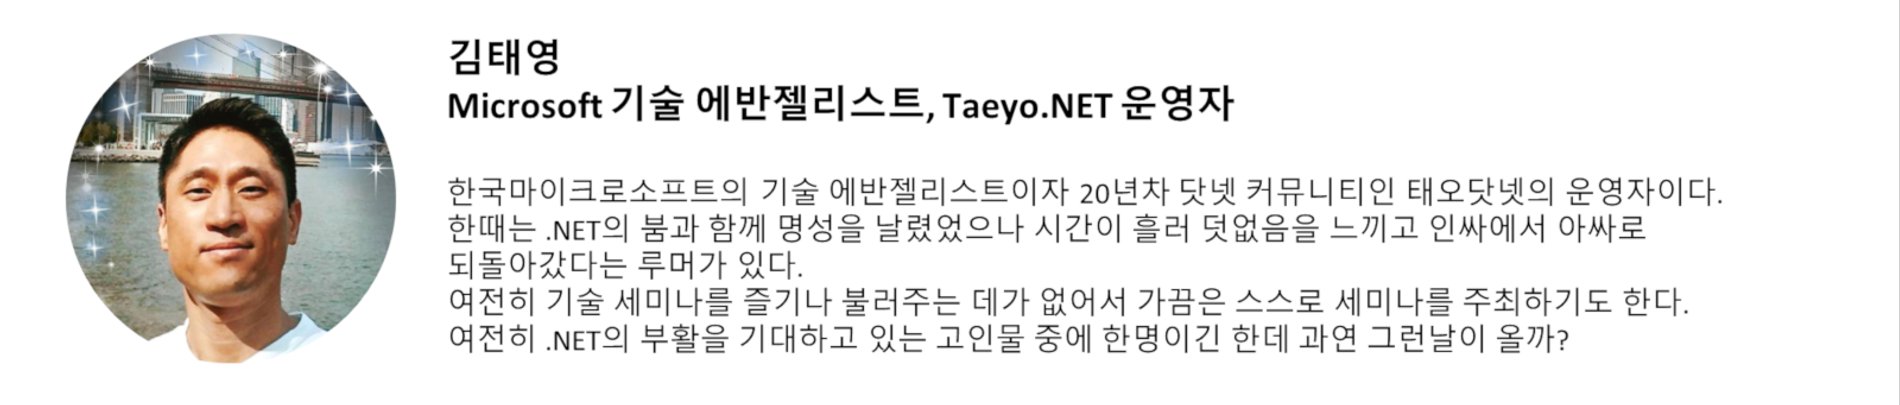 김태영
Microsoft 기술 에반젤리스트, Taeyo.NET 운영자
한국마이크로소프트의 기술 에반젤리스트이자 20년차 닷넷 커뮤니티인 태오닷넷의 운영자이다.
한때는 .NET의 붐과 함께 명성을 날렸었으나 시간이 흘러 덧없음을 느끼고 인싸에서 아싸로
되돌아갔다는 루머가 있다.
여전히 기술 세미나를 즐기나 불러주는 데가 없어서 가끔은 스스로 세미나를 주최하기도 한다.
여전히 .NET의 부활을 기대하고 있는 고인물 중에 한명이긴 한데 과연 그런날이 올까?